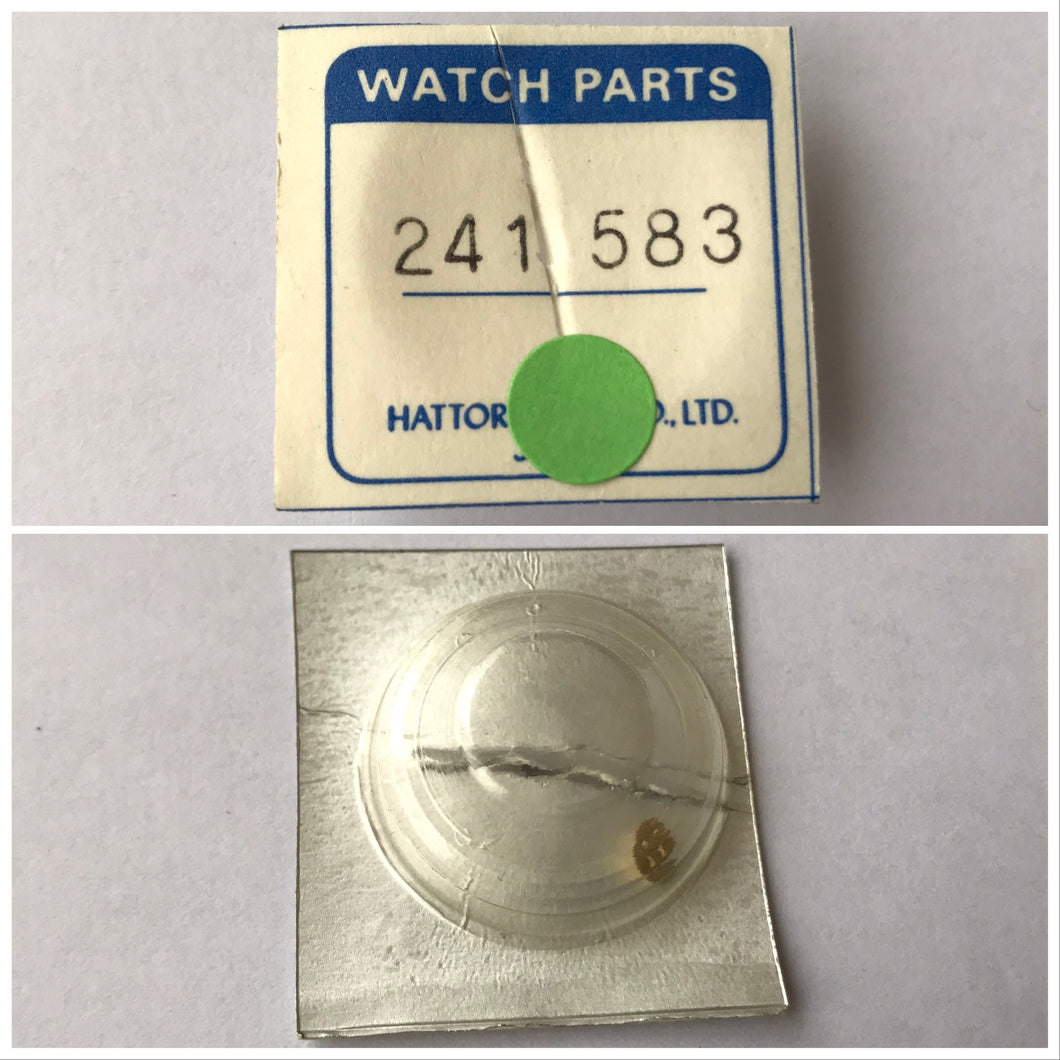 WATCH PARTS
241 583
HATTOR O., LTD.